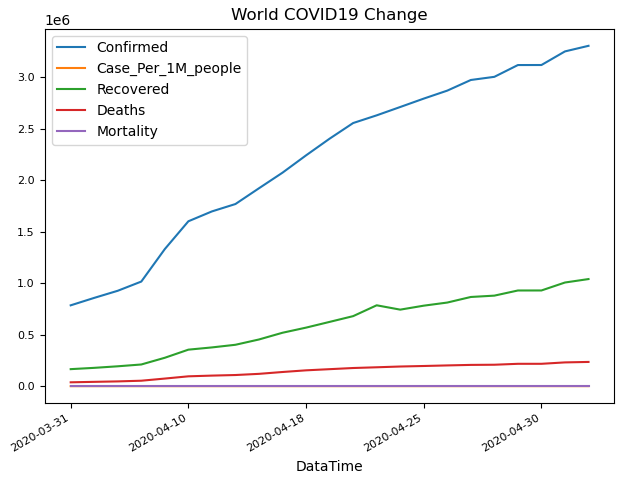 World COVID19 Change
1e6
Confirmed
Case_Per_1M_people
Recovered
Deaths
Mortality
3.0
2.5
2.0
1.5
1.0
0.5
0.0
2020-03-31
2020-04-10
2020-04-18
2020-04-25
2020-04-30
DataTime